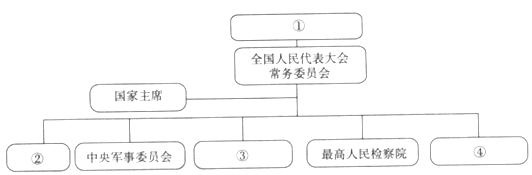 ①
全国人民代表大会
常务委员会
国家主席
②
中央军事委员会
③
最高人民检察院
④